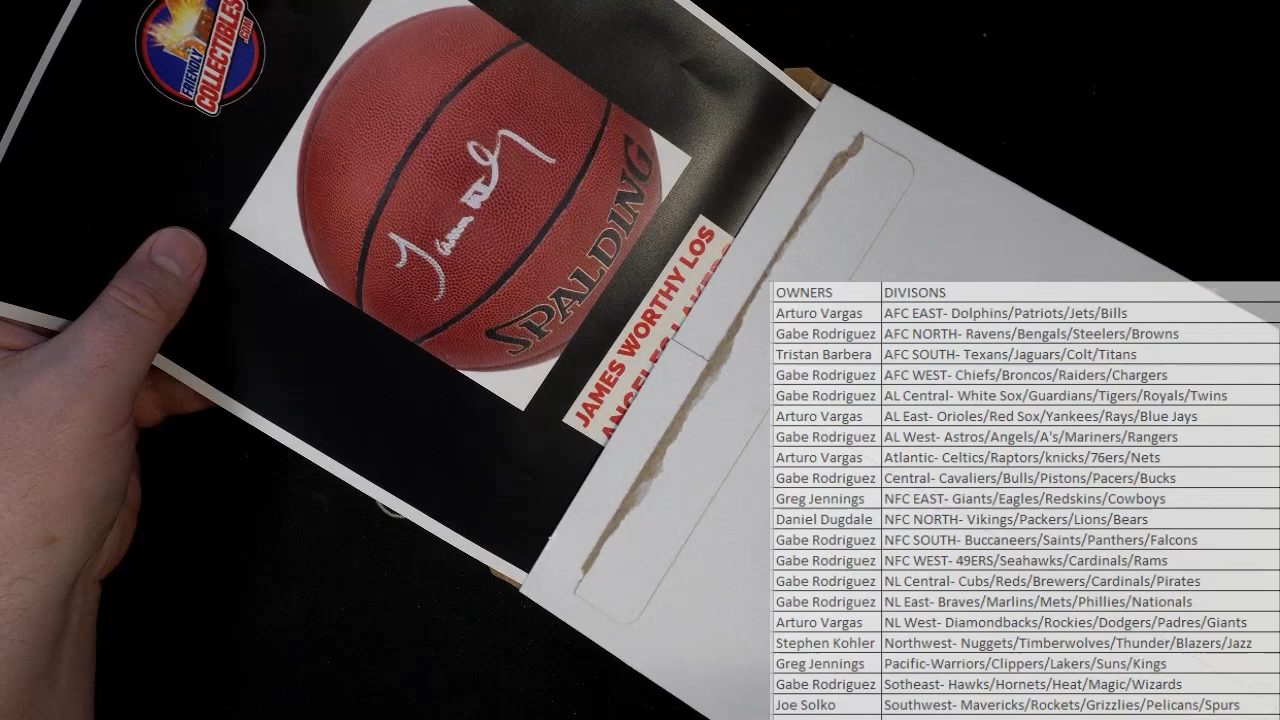 FRIENDLY
COLLECTIBLES
.COM
SPALDING
JAMES WORTHY LOS
ANGELES LAKERS
OWNERS DIVISONS
Arturo Vargas AFC EAST- Dolphins/Patriots/Jets/Bills
Gabe Rodriguez AFC NORTH- Ravens/Bengals/Steelers/Browns
Tristan Barbera AFC SOUTH- Texans/Jaguars/Colt/Titans
Gabe Rodriguez AFC WEST- Chiefs/Broncos/Raiders/Chargers
Gabe Rodriguez AL Central- White Sox/Guardians/Tigers/Royals/Twins
Arturo Vargas AL East- Orioles/Red Sox/Yankees/Rays/Blue Jays
Gabe Rodriguez AL West- Astros/Angels/A's/Mariners/Rangers
Arturo Vargas Atlantic- Celtics/Raptors/knicks/76ers/Nets
Gabe Rodriguez Central- Cavaliers/Bulls/Pistons/Pacers/Bucks
Greg Jennings NFC EAST- Giants/Eagles/Redskins/Cowboys
Daniel Dugdale NFC NORTH- Vikings/Packers/Lions/Bears
Gabe Rodriguez NFC SOUTH- Buccaneers/Saints/Panthers/Falcons
Gabe Rodriguez NFC WEST- 49ERS/Seahawks/Cardinals/Rams
Gabe Rodriguez NL Central- Cubs/Reds/Brewers/Cardinals/Pirates
Gabe Rodriguez NL East- Braves/Marlins/Mets/Phillies/Nationals
Arturo Vargas NL West- Diamondbacks/Rockies/Dodgers/Padres/Giants
Stephen Kohler Northwest- Nuggets/Timberwolves/Thunder/Blazers/Jazz
Greg Jennings Pacific-Warriors/Clippers/Lakers/Suns/Kings
Gabe Rodriguez Sotheast- Hawks/Hornets/Heat/Magic/Wizards
Joe Solko Southwest- Mavericks/Rockets/Grizzlies/Pelicans/Spurs